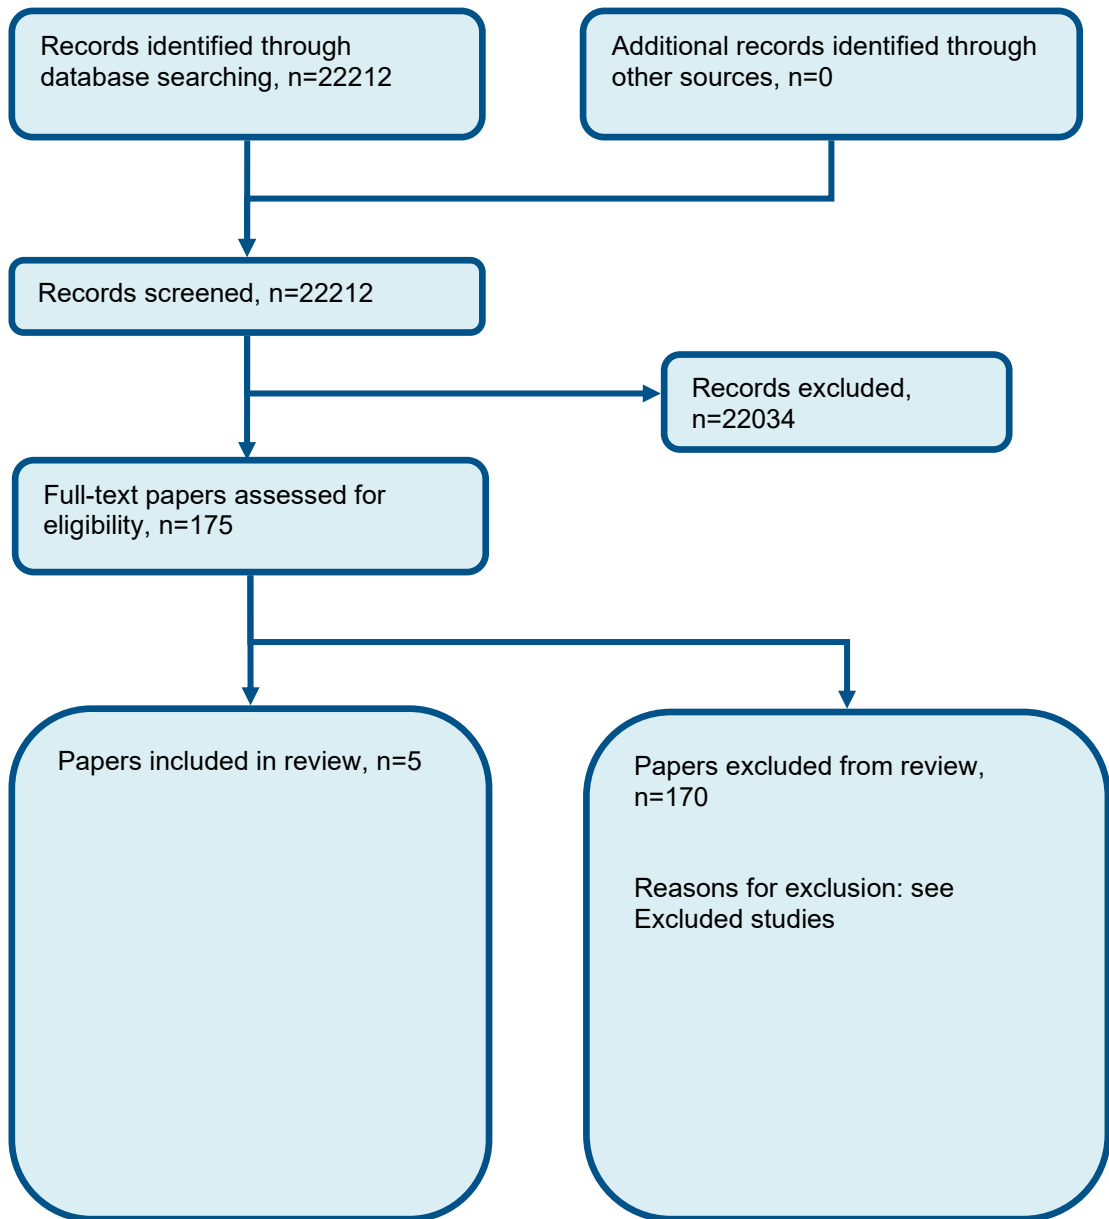 Records identified through
database searching, n=22212
Additional records identified through
other sources, n=0
Records screened, n=22212
Records excluded,
n=22034
Full-text papers assessed for
eligibility, n=175
Papers included in review, n=5
Papers excluded from review,
n=170
Reasons for exclusion: see
Excluded studies